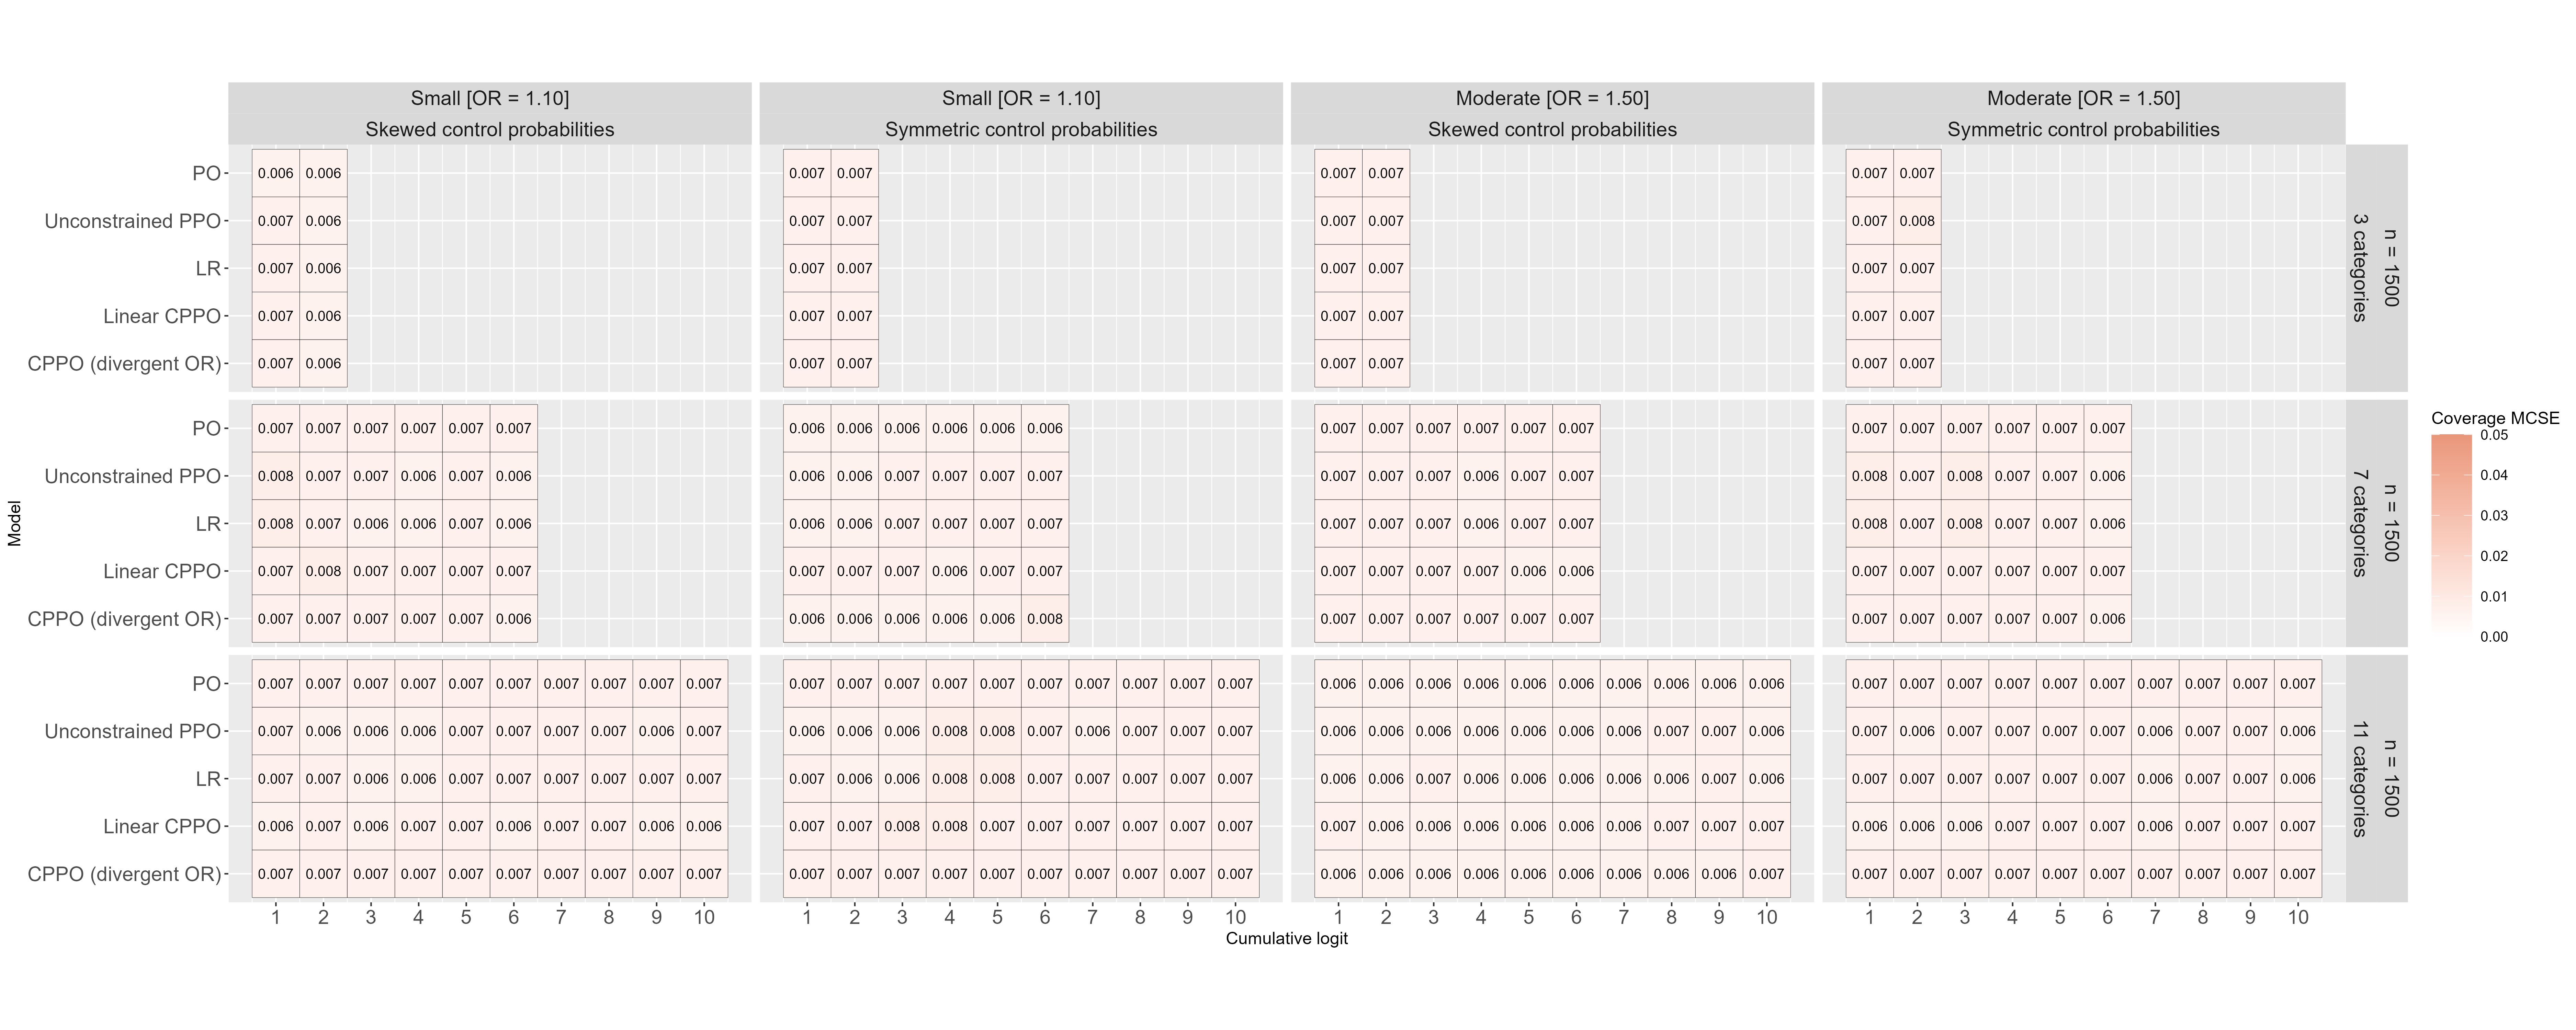 Small [OR = 1.10] Small [OR = 1.10] Moderate [OR = 1.50] Moderate [OR = 1.50]
Skewed control probabilities Symmetric control probabilities Skewed control probabilities Symmetric control probabilities
PO 0.006 0.006 0.007 0.007 0.007 0.007 0.007 0.007
Unconstrained PPO 0.007 0.006 0.007 0.007 0.007 0.007 0.007 0.008
LR 0.007 0.006 0.007 0.007 0.007 0.007 0.007 0.007
Linear CPPO 0.007 0.006 0.007 0.007 0.007 0.007 0.007 0.007
CPPO (divergent OR) 0.007 0.006 0.007 0.007 0.007 0.007 0.007 0.007
n = 1500
3 categories
PO 0.007 0.007 0.007 0.007 0.007 0.007 0.006 0.006 0.006 0.006 0.006 0.006 0.007 0.007 0.007 0.007 0.007 0.007 0.007 0.007 0.007 0.007 0.007 0.007
Unconstrained PPO 0.008 0.007 0.007 0.006 0.007 0.006 0.006 0.006 0.007 0.007 0.007 0.007 0.007 0.007 0.007 0.006 0.007 0.007 0.008 0.007 0.008 0.007 0.007 0.006
LR 0.008 0.007 0.006 0.006 0.007 0.006 0.006 0.006 0.007 0.007 0.007 0.007 0.007 0.007 0.007 0.006 0.007 0.007 0.008 0.007 0.008 0.007 0.007 0.006
Linear CPPO 0.007 0.008 0.007 0.007 0.007 0.007 0.007 0.007 0.007 0.006 0.007 0.007 0.007 0.007 0.007 0.007 0.006 0.006 0.007 0.007 0.007 0.007 0.007 0.007
CPPO (divergent OR) 0.007 0.007 0.007 0.007 0.007 0.006 0.006 0.006 0.006 0.006 0.006 0.008 0.007 0.007 0.007 0.007 0.007 0.007 0.007 0.007 0.007 0.007 0.007 0.006
n = 1500
7 categories
PO 0.007 0.007 0.007 0.007 0.007 0.007 0.007 0.007 0.007 0.007 0.007 0.007 0.007 0.007 0.007 0.007 0.007 0.007 0.007 0.007 0.006 0.006 0.006 0.006 0.006 0.006 0.006 0.006 0.006 0.006 0.007 0.007 0.007 0.007 0.007 0.007 0.007 0.007 0.007 0.007
Unconstrained PPO 0.007 0.006 0.006 0.006 0.007 0.007 0.007 0.007 0.006 0.007 0.006 0.006 0.006 0.008 0.008 0.007 0.006 0.007 0.007 0.007 0.006 0.006 0.006 0.006 0.006 0.006 0.006 0.007 0.007 0.006 0.007 0.006 0.007 0.007 0.007 0.007 0.006 0.007 0.007 0.006
LR 0.007 0.007 0.006 0.006 0.007 0.007 0.007 0.007 0.007 0.007 0.007 0.006 0.006 0.008 0.008 0.007 0.007 0.007 0.007 0.007 0.006 0.006 0.007 0.006 0.006 0.006 0.006 0.006 0.007 0.006 0.007 0.007 0.007 0.007 0.007 0.007 0.006 0.007 0.007 0.006
Linear CPPO 0.006 0.007 0.006 0.007 0.007 0.006 0.007 0.007 0.006 0.006 0.007 0.007 0.008 0.008 0.007 0.007 0.007 0.007 0.007 0.007 0.007 0.006 0.006 0.006 0.006 0.006 0.006 0.007 0.007 0.007 0.006 0.006 0.006 0.007 0.007 0.007 0.006 0.007 0.007 0.007
CPPO (divergent OR) 0.007 0.007 0.007 0.007 0.007 0.007 0.007 0.007 0.007 0.007 0.007 0.007 0.007 0.007 0.007 0.007 0.007 0.007 0.007 0.007 0.006 0.006 0.006 0.006 0.006 0.006 0.006 0.006 0.006 0.007 0.007 0.007 0.007 0.007 0.007 0.007 0.007 0.007 0.007 0.007
n = 1500
11 categories
1 2 3 4 5 6 7 8 9 10 1 2 3 4 5 6 7 8 9 10 1 2 3 4 5 6 7 8 9 10 1 2 3 4 5 6 7 8 9 10
Cumulative logit
Model
Coverage MCSE
0.05
0.04
0.03
0.02
0.01
0.00